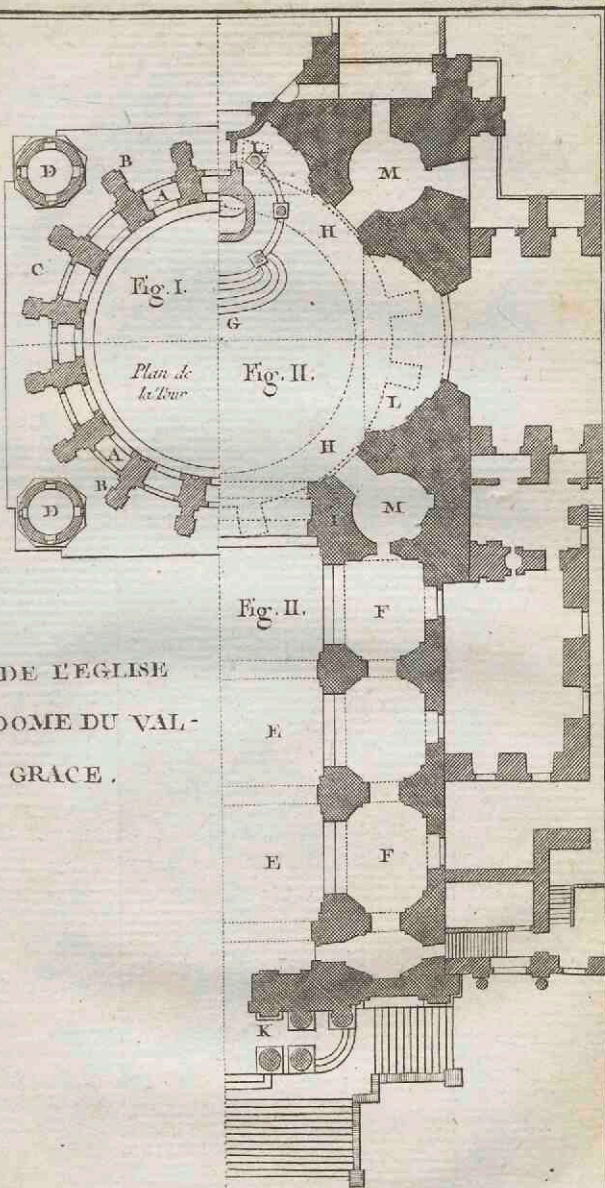 L
M
B
D
A
H
C
Fig. I.
G
Plan de
la Tour
Fig. II.
L
A
H
B
D
I
M
Fig. II.
F
DE L'EGLISE
DOME DU VAL-
GRACE.
E
E
F
K